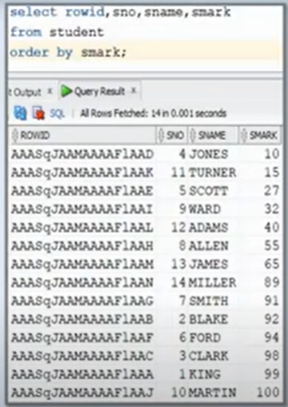 select rowid,sno,sname,smark
from student
order by smark;
t Output × Query Result ×
SQL | All Rows Fetched: 14 in 0.001 seconds
ROWID SNO SNAME SMARK
AAASqJAAMAAAAFlAAD 4 JONES 10
AAASqJAAMAAAAFlAAK 11 TURNER 15
AAASqJAAMAAAAFlAAE 5 SCOTT 27
AAASqJAAMAAAAFlAAI 9 WARD 32
AAASqJAAMAAAAFlAAL 12 ADAMS 40
AAASqJAAMAAAAFlAAH 8 ALLEN 55
AAASqJAAMAAAAFlAAM 13 JAMES 65
AAASqJAAMAAAAFlAAN 14 MILLER 89
AAASqJAAMAAAAFlAAG 7 SMITH 91
AAASqJAAMAAAAFlAAB 2 BLAKE 92
AAASqJAAMAAAAFlAAF 6 FORD 94
AAASqJAAMAAAAFlAAC 3 CLARK 98
AAASqJAAMAAAAFlAAA 1 KING 99
AAASqJAAMAAAAFlAAJ 10 MARTIN 100